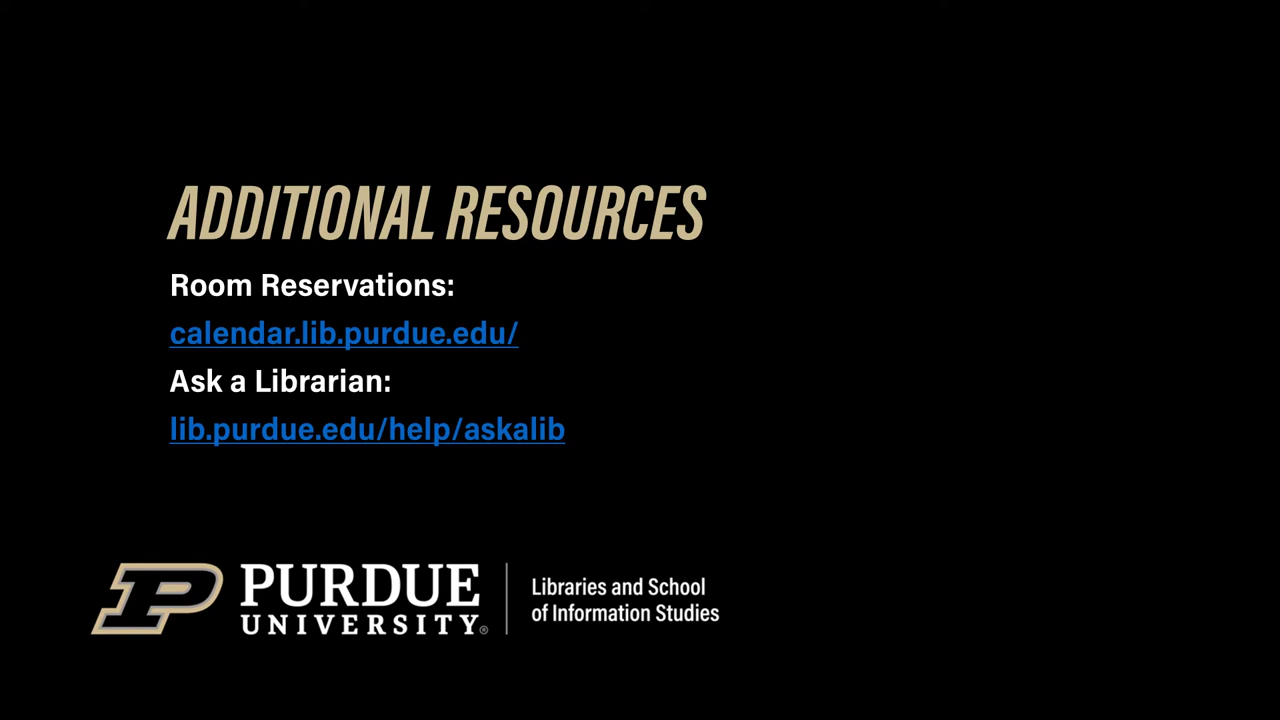 ADDITIONAL RESOURCES
Room Reservations:
calendar.lib.purdue.edu/
Ask a Librarian:
lib.purdue.edu/help/askalib
P PURDUE UNIVERSITY®
Libraries and School
of Information Studies